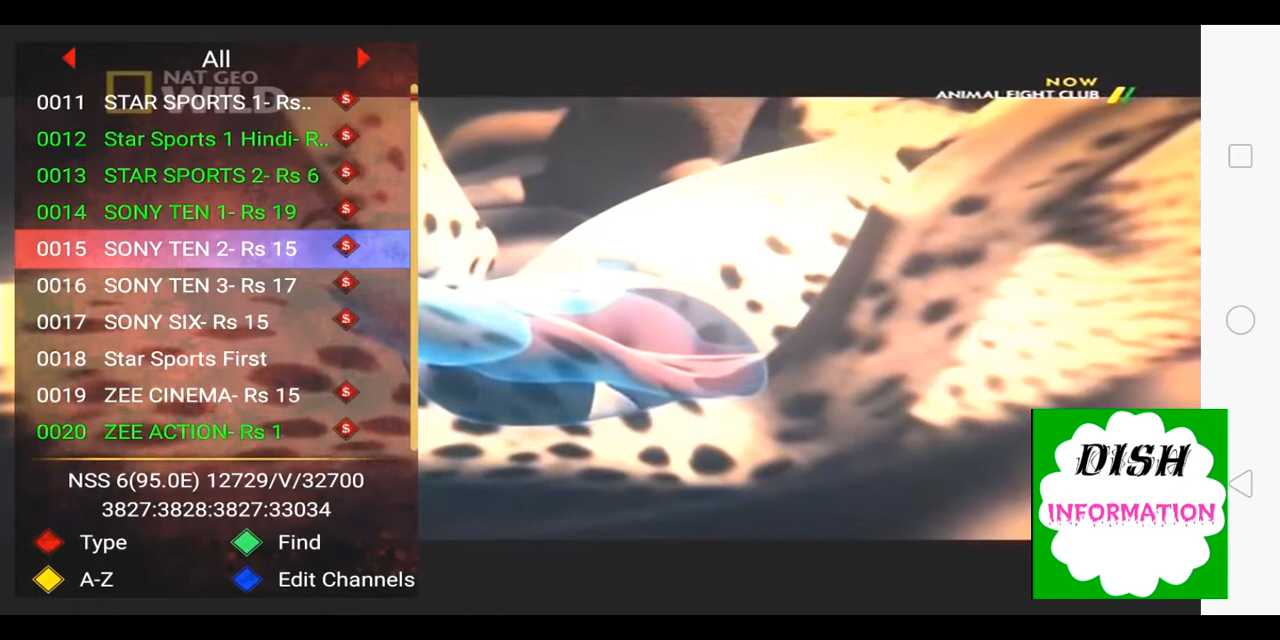 All
NAT GEO
WILD
NOW
ANIMAL FIGHT CLUB
0011 STAR SPORTS 1- Rs.. $
0012 Star Sports 1 Hindi- R.. $
0013 STAR SPORTS 2- Rs 6 $
0014 SONY TEN 1- Rs 19 $
0015 SONY TEN 2- Rs 15 $
0016 SONY TEN 3- Rs 17 $
0017 SONY SIX- Rs 15 $
0018 Star Sports First
0019 ZEE CINEMA- Rs 15 $
0020 ZEE ACTION- Rs 1 $
NSS 6(95.0E) 12729/V/32700
3827:3828:3827:33034
Type Find
A-Z Edit Channels
DISH
INFORMATION